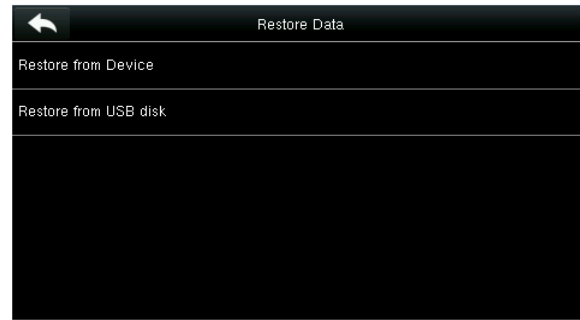 Restore Data
Restore from Device
Restore from USB disk